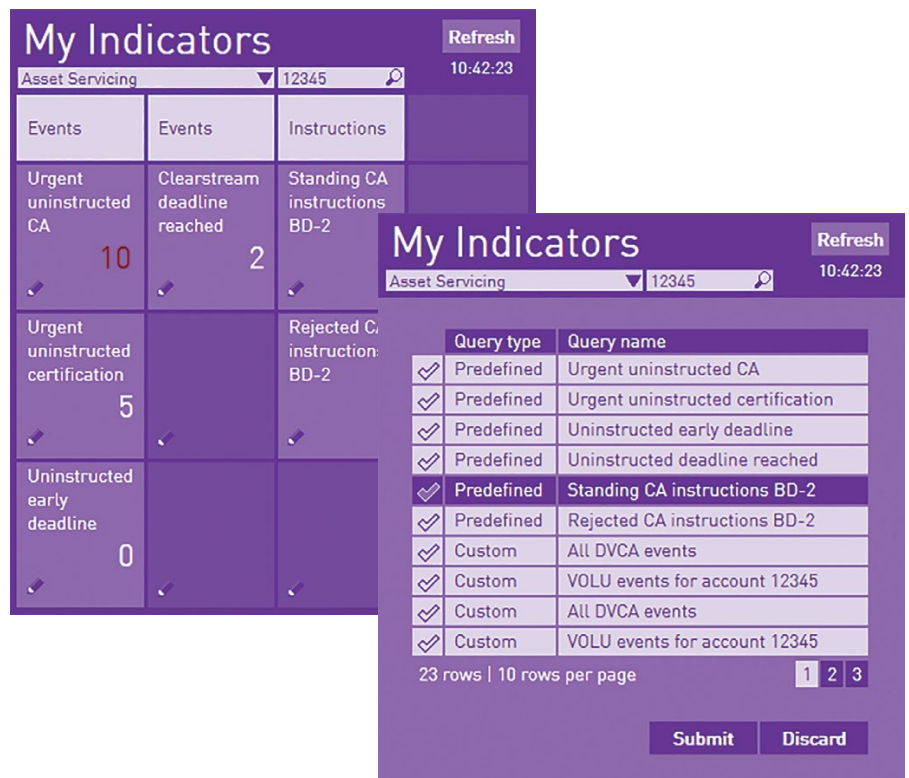 My Indicators
Refresh
Asset Servicing
12345
10:42:23
Events
Events
Instructions
Urgent
uninstructed
CA
10
Clearstream
deadline
reached
2
Standing CA
instructions
BD-2
Urgent
uninstructed
certification
5
Rejected
BD-2
Uninstructed
early
deadline
0
My Indicators
Refresh
Asset Servicing
12345
10:42:23
Query type Query name
Predefined Urgent uninstructed CA
Predefined Urgent uninstructed certification
Predefined Uninstructed early deadline
Predefined Uninstructed deadline reached
Predefined Standing CA instructions BD-2
Predefined Rejected CA instructions BD-2
Custom All DVCA events
Custom VOLU events for account 12345
Custom All DVCA events
Custom VOLU events for account 12345
23 rows | 10 rows per page
1 2 3
Submit Discard